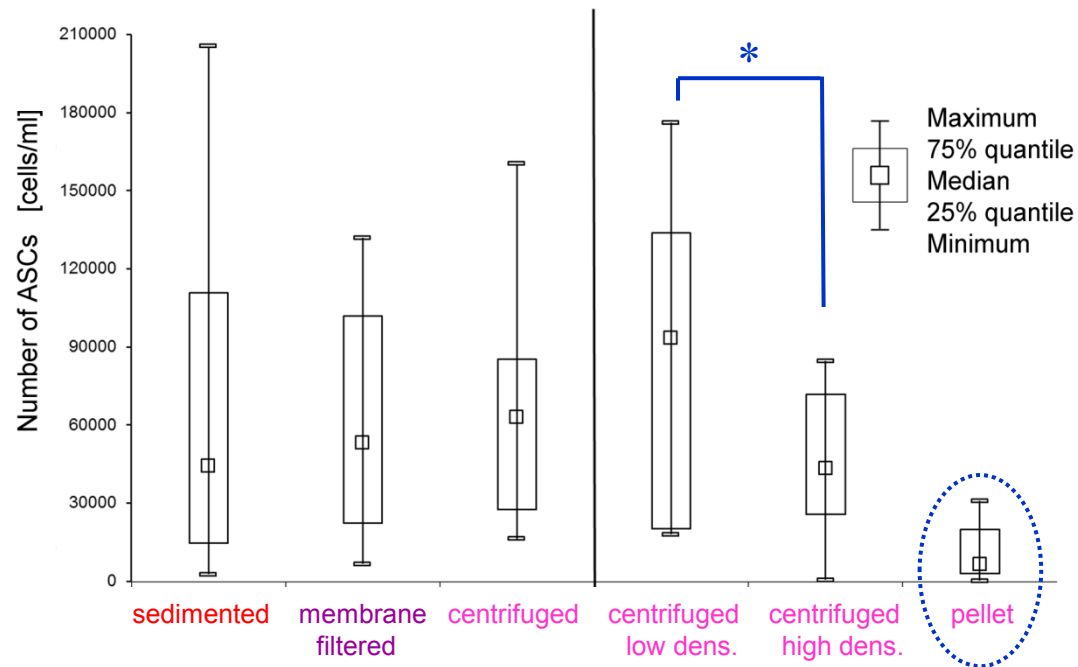 Number of ASCs [cells/ml]
210000
180000
150000
120000
90000
60000
30000
0
*
Maximum
75% quantile
Median
25% quantile
Minimum
sedimented
membrane
filtered
centrifuged
centrifuged
low dens.
centrifuged
high dens.
pellet